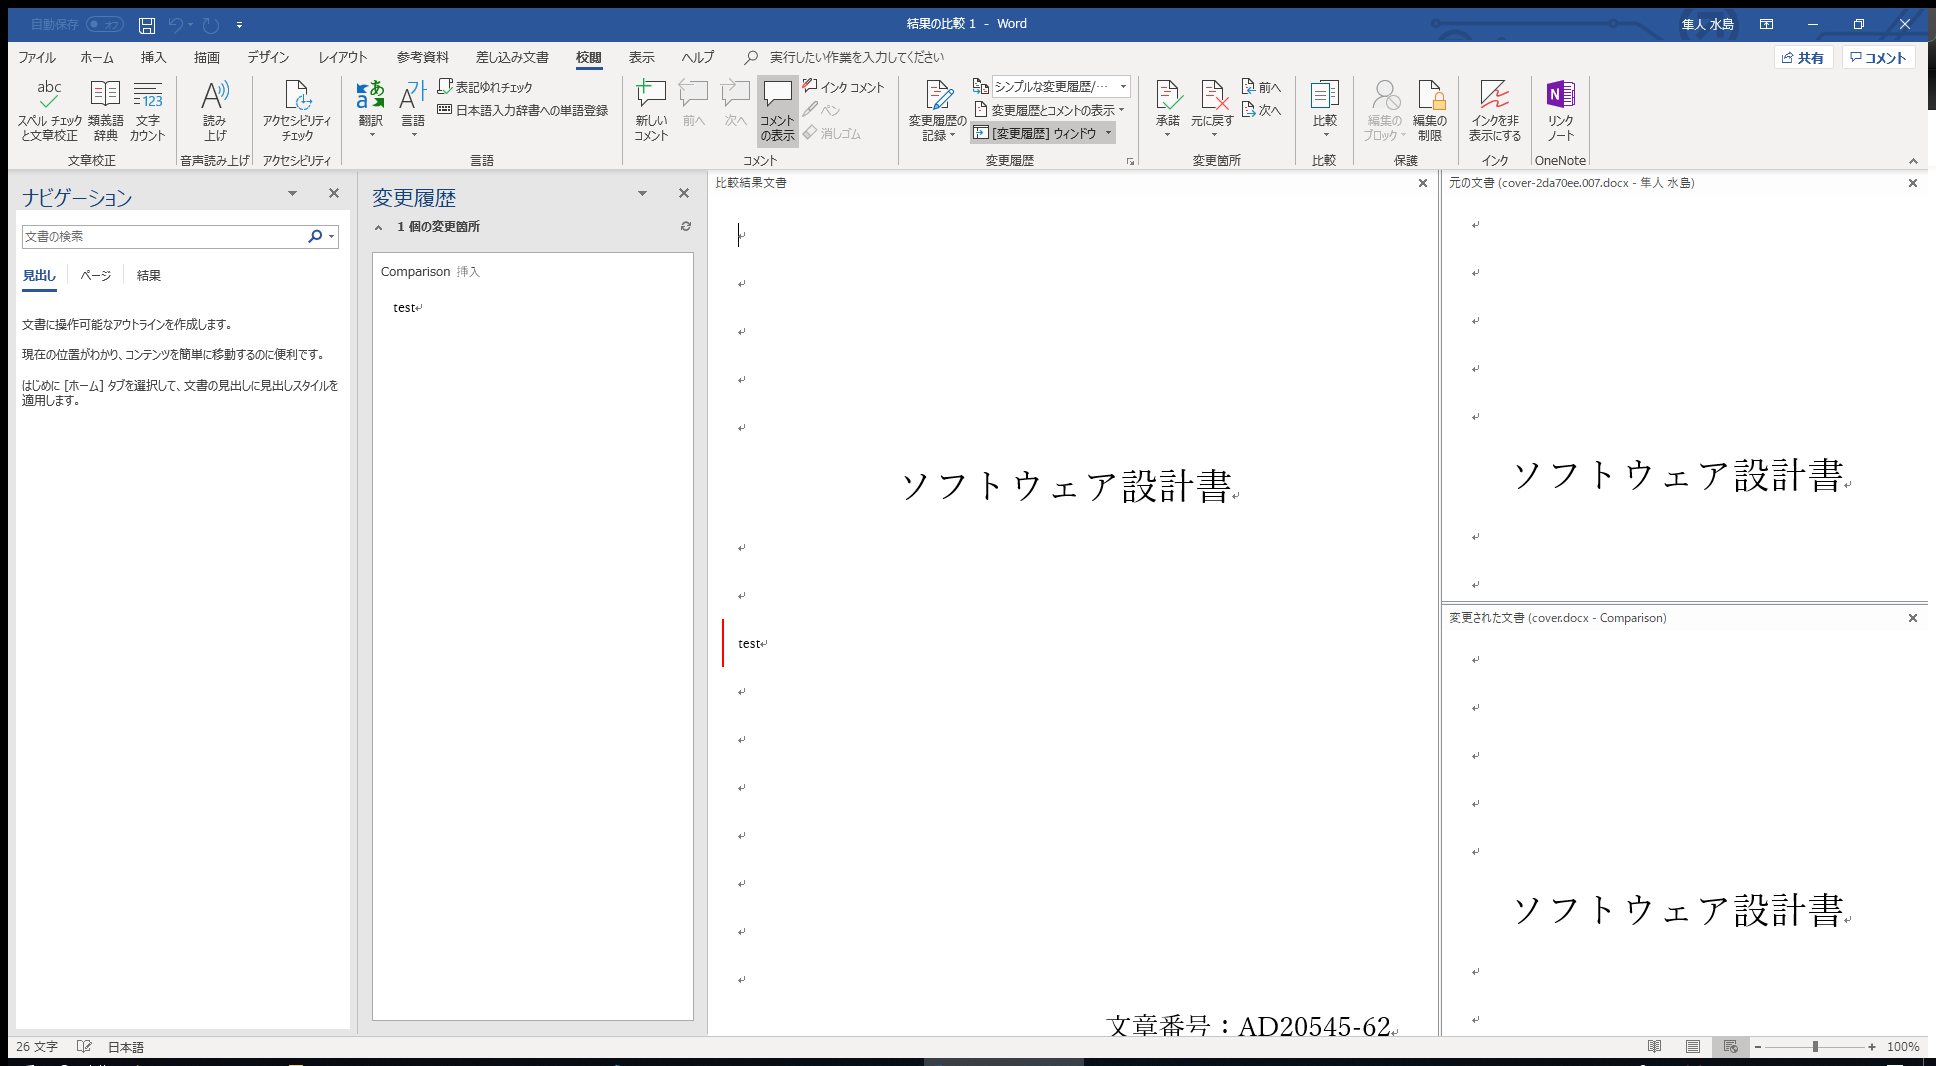 自動保存 オフ
結果の比較 1 - Word
隼人 水島
ファイル ホーム 挿入 描画 デザイン レイアウト 参考資料 差し込み文書 校閲 表示 ヘルプ 実行したい作業を入力してください
共有 コメント
abc
スペル チェックと文章校正
類義語辞典
123
文字カウント
文章校正
読み上げ
音声読み上げ
アクセシビリティチェック
アクセシビリティ
翻訳
言語
表記ゆれチェック
日本語入力辞書への単語登録
言語
新しいコメント
前へ
次へ
コメントの表示
インク コメント
ペン
消しゴム
コメント
変更履歴の記録
シンプルな変更履歴/…
変更履歴とコメントの表示
[変更履歴] ウィンドウ
変更履歴
承諾
元に戻す
前へ
次へ
変更箇所
比較
比較
編集のブロック
編集の制限
保護
インクを非表示にする
インク
リンクノート
OneNote
ナビゲーション
文書の検索
見出し ページ 結果
文書に操作可能なアウトラインを作成します。
現在の位置がわかり、コンテンツを簡単に移動するのに便利です。
はじめに [ホーム] タブを選択して、文書の見出しに見出しスタイルを
適用します。
変更履歴
1 個の変更箇所
Comparison 挿入
test
比較結果文書
ソフトウェア設計書
test
文章番号：AD20545-62
元の文書 (cover-2da70ee.007.docx - 隼人 水島)
ソフトウェア設計書
変更された文書 (cover.docx - Comparison)
ソフトウェア設計書
26 文字 日本語
100%